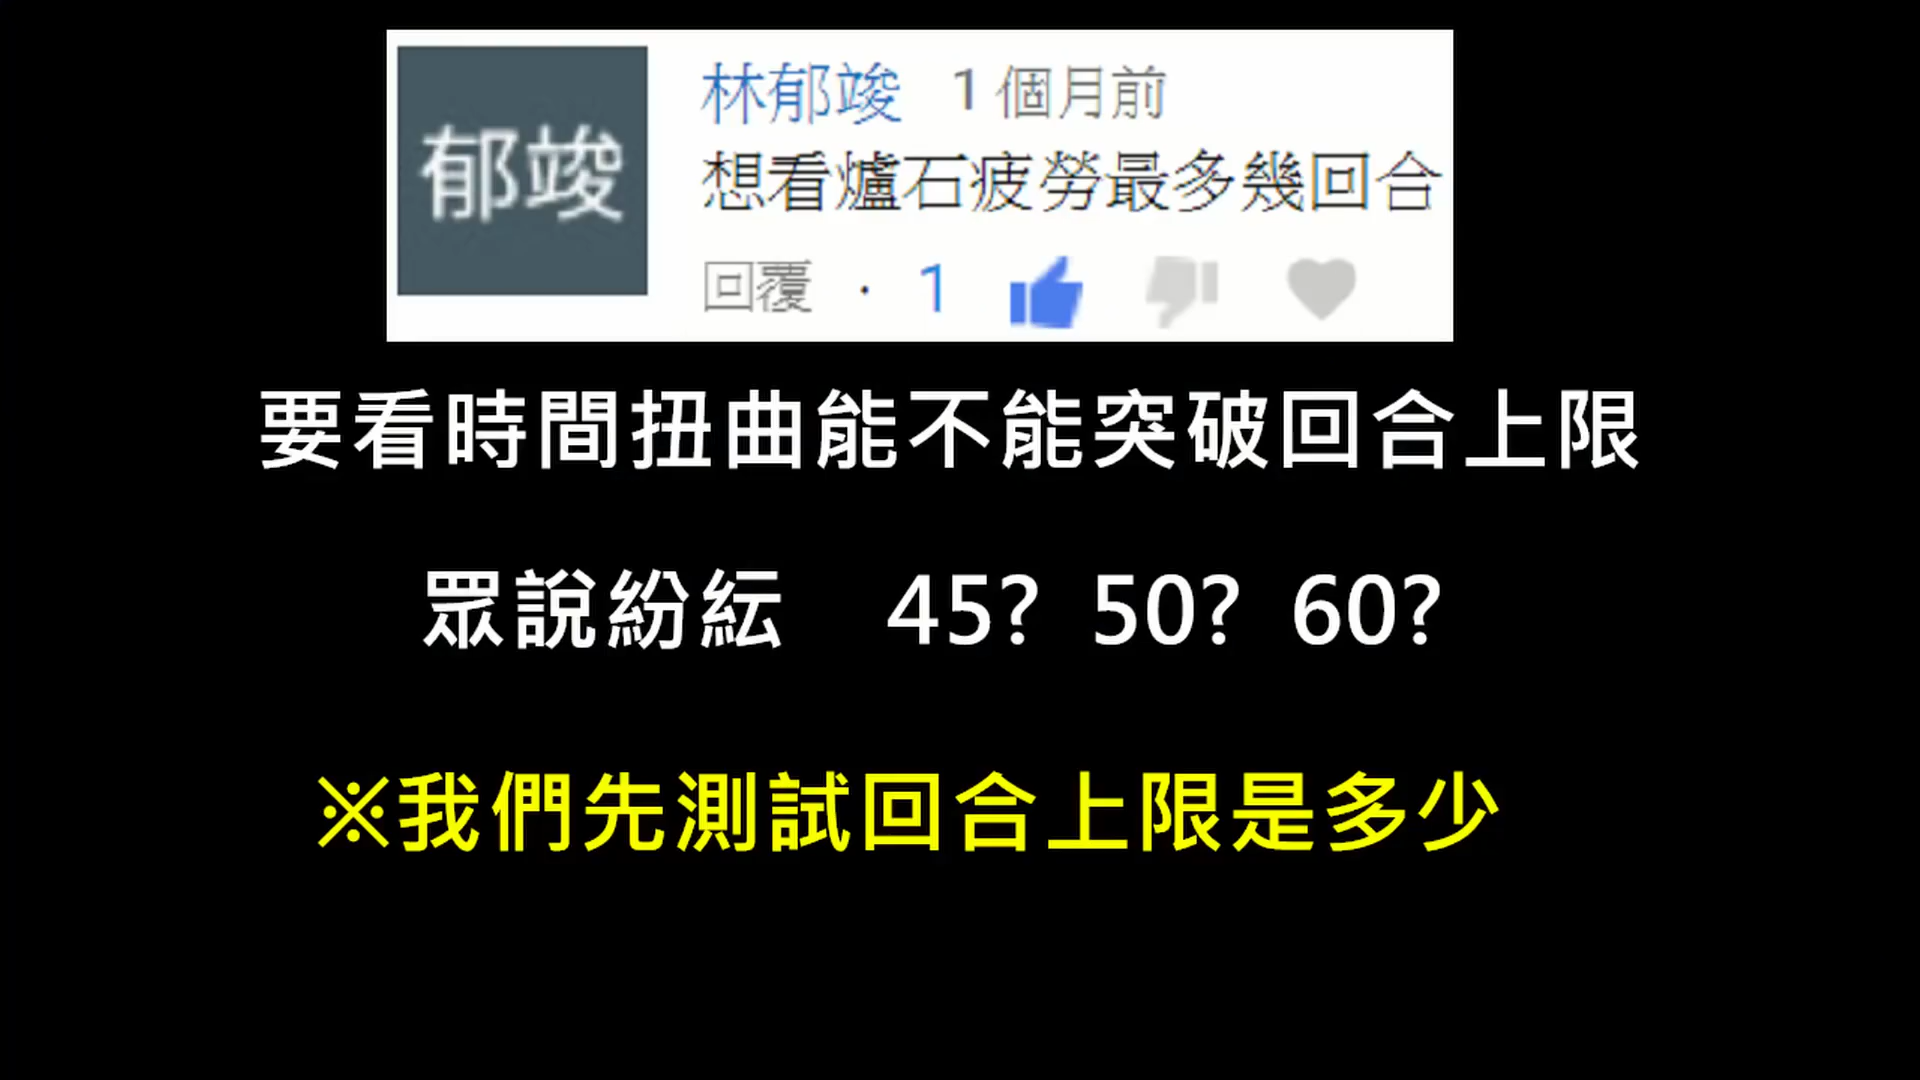 郁竣
林郁竣 1 個月前
想看爐石疲勞最多幾回合
回覆 · 1
要看時間扭曲能不能突破回合上限
眾說紛紜 45? 50? 60?
※我們先測試回合上限是多少